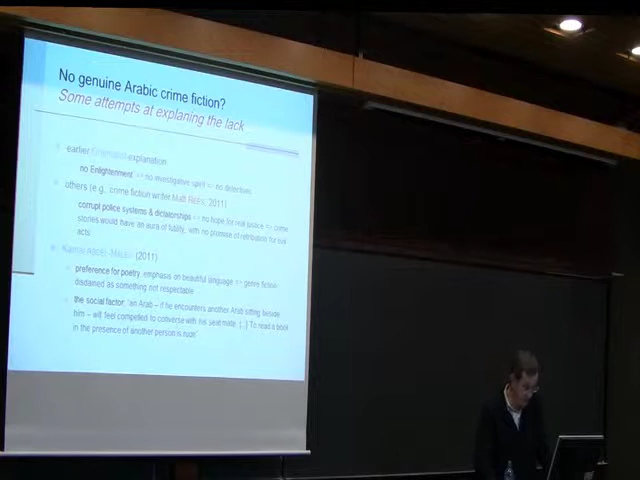 No genuine Arabic crime fiction?
Some attempts at explaining the lack
earlier Orientalist explanation
no Enlightenment => no investigative spirit => no detectives
others (e.g., crime fiction writer Matt REES, 2011)
corrupt police systems & dictatorships => no hope for real justice => crime
stories would have an aura of futility, with no promise of retribution for evil
acts
(2011)
preference for poetry, emphasis on beautiful language => genre fiction
disdained as something not respectable
the social factor: "an Arab – if he encounters another Arab sitting beside
him – will feel compelled to converse with his seat mate. (...) To read a book
in the presence of another person is rude"